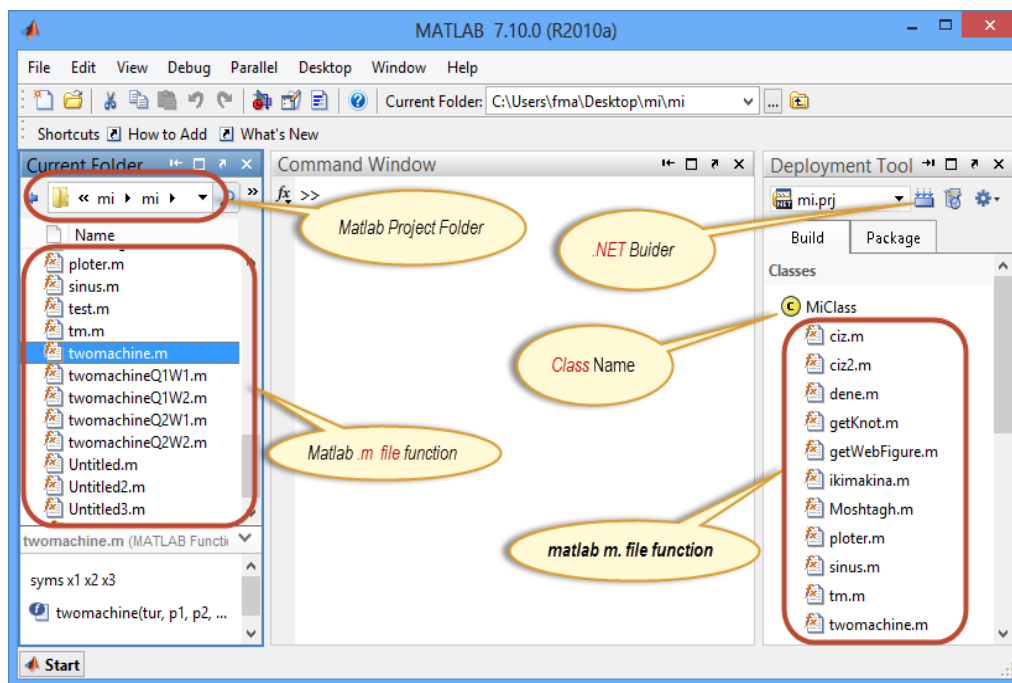 MATLAB 7.10.0 (R2010a)
File Edit View Debug Parallel Desktop Window Help
Current Folder: C:\Users\fma\Desktop\mi\mi
Shortcuts How to Add What's New
Current Folder
« mi mi »
Name
ploter.m
sinus.m
test.m
tm.m
twomachine.m
twomachineQ1W1.m
twomachineQ1W2.m
twomachineQ2W1.m
twomachineQ2W2.m
Untitled.m
Untitled2.m
Untitled3.m
twomachine.m (MATLAB Functi
syms x1 x2 x3
twomachine(tur, p1, p2, ...
Start
Command Window
fx >>
Matlab Project Folder
.NET Buider
Class Name
Matlab .m file function
matlab m. file function
Deployment Tool
.NET mi.prj
Build Package
Classes
C MiClass
ciz.m
ciz2.m
dene.m
getKnot.m
getWebFigure.m
ikimakina.m
Moshtagh.m
ploter.m
sinus.m
tm.m
twomachine.m